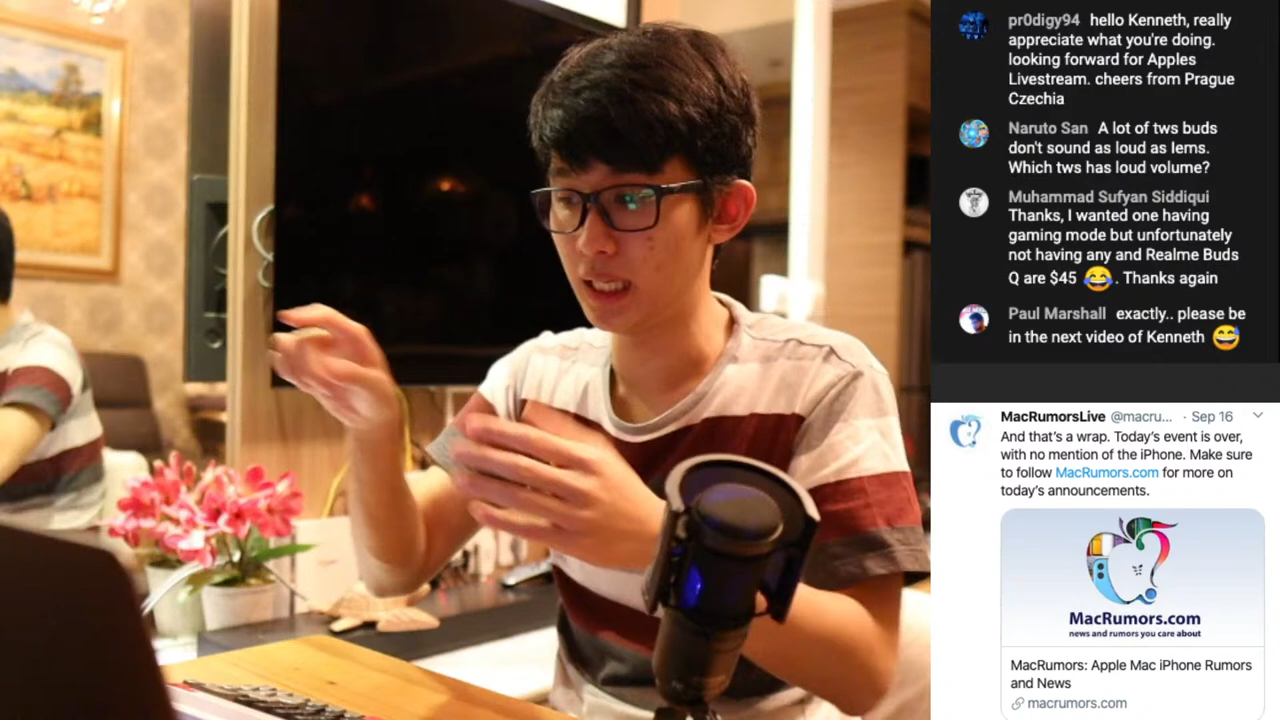 pr0digy94 hello Kenneth, really
appreciate what you're doing.
looking forward for Apples
Livestream. cheers from Prague
Czechia
Naruto San A lot of tws buds
don't sound as loud as Iems.
Which tws has loud volume?
Muhammad Sufyan Siddiqui
Thanks, I wanted one having
gaming mode but unfortunately
not having any and Realme Buds
Q are $45 😂. Thanks again
Paul Marshall exactly.. please be
in the next video of Kenneth 😅
MacRumorsLive @macru... · Sep 16
And that's a wrap. Today's event is over,
with no mention of the iPhone. Make sure
to follow MacRumors.com for more on
today's announcements.
MacRumors.com
news and rumors you care about
MacRumors: Apple Mac iPhone Rumors
and News
macrumors.com